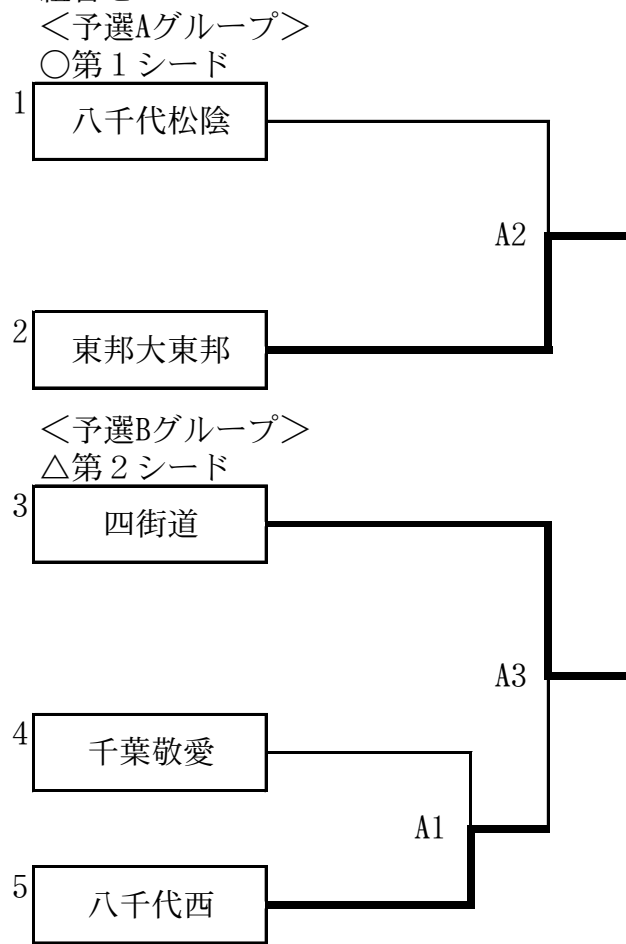 <予選Aグループ>
○第1シード
1
八千代松陰
A2
2
東邦大東邦
<予選Bグループ>
△第2シード
3
四街道
A3
4
千葉敬愛
A1
5
八千代西